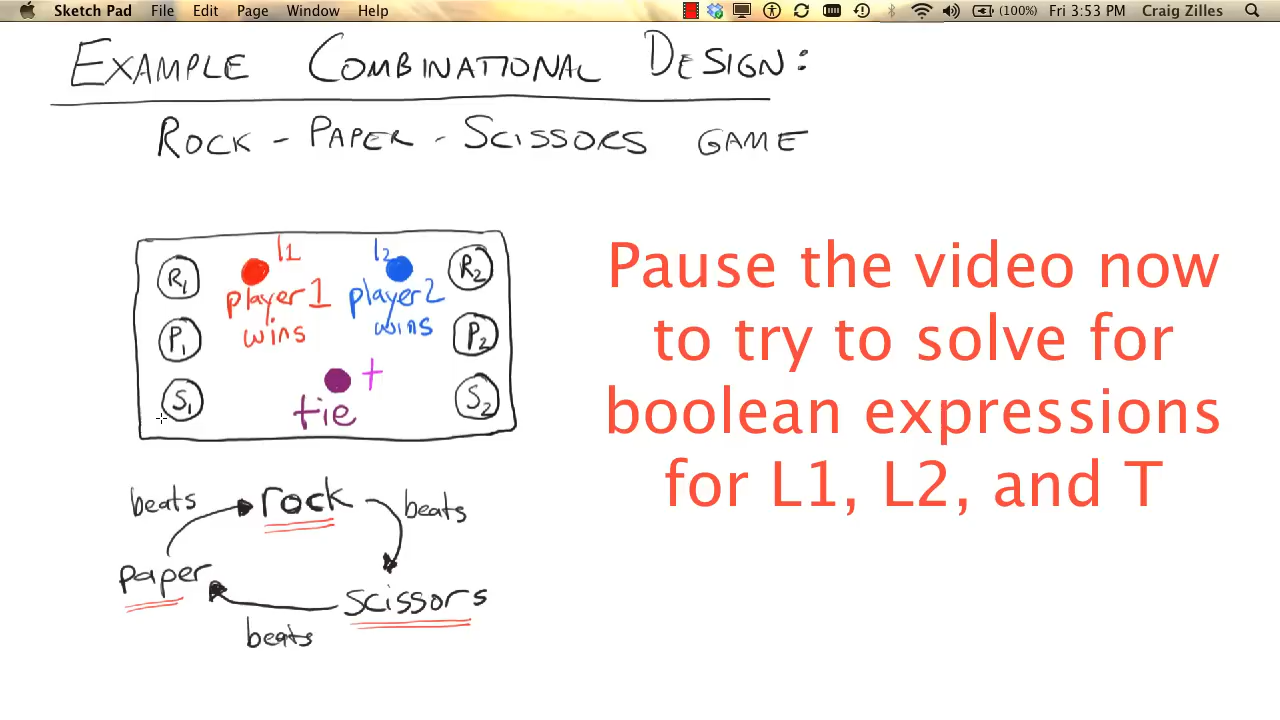 Sketch Pad File Edit Page Window Help (100%) Fri 3:53 PM Craig Zilles
EXAMPLE COMBINATIONAL DESIGN:
ROCK - PAPER - SCISSORS GAME
R1 l1 l2 R2
player 1 player 2
wins wins
P1 P2
S1 t S2
tie
Pause the video now
to try to solve for
boolean expressions
for L1, L2, and T
beats rock beats
paper scissors
beats